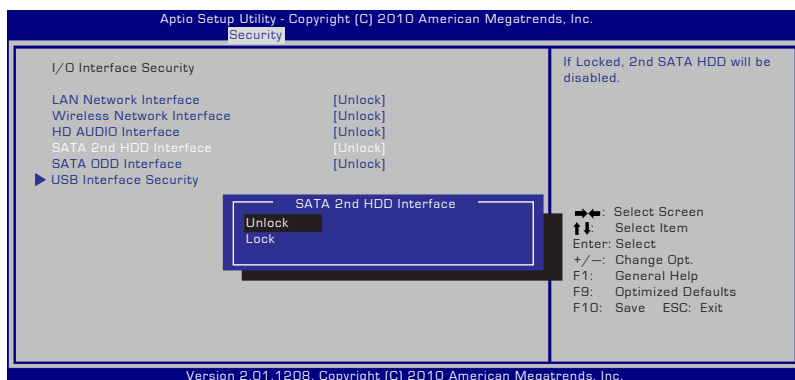 Aptio Setup Utility - Copyright (C) 2010 American Megatrends, Inc.
Security
I/O Interface Security
LAN Network Interface [Unlock]
Wireless Network Interface [Unlock]
HD AUDIO Interface [Unlock]
SATA 2nd HDD Interface [Unlock]
SATA ODD Interface [Unlock]
USB Interface Security
SATA 2nd HDD Interface
Unlock
Lock
If Locked, 2nd SATA HDD will be
disabled.
→←: Select Screen
↑↓: Select Item
Enter: Select
+/—: Change Opt.
F1: General Help
F9: Optimized Defaults
F10: Save ESC: Exit
Version 2.01.1208. Copyright (C) 2010 American Megatrends, Inc.